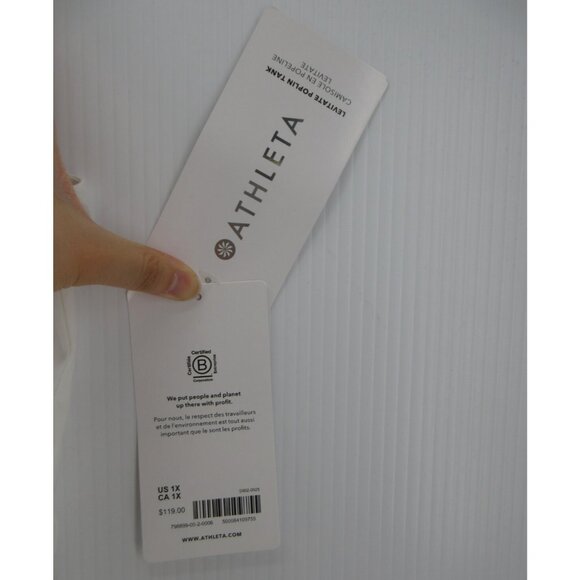 LEVITATE POPLIN TANK
CAMISOLE EN POPELINE
LEVITATE
ATHLETA
Certified
Certifiée
B
Entreprise
Corporation
We put people and planet
up there with profit.
Pour nous, le respect des travailleurs
et de l'environnement est tout aussi
important que le sont les profits.
US 1X
CA 1X
$119.00
WWW.ATHLETA.COM